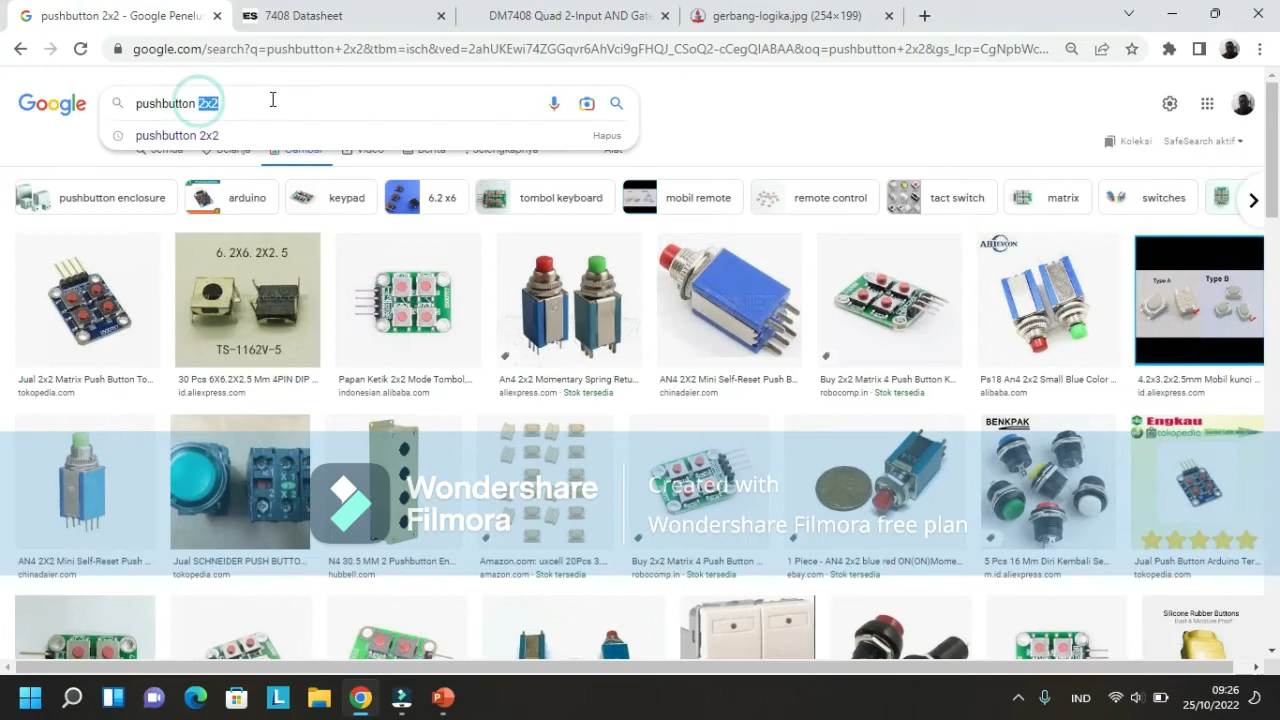 pushbutton 2x2 - Google Penelus
7408 Datasheet
DM7408 Quad 2-Input AND Gate
gerbang-logika.jpg (254×199)
google.com/search?q=pushbutton+2x2&tbm=isch&ved=2ahUKEwi74ZGGqvr6AhVci9gFHQJ_CSoQ2-cCegQIABAA&oq=pushbutton+2x2&gs_lcp=CgNpbWc...
Google
pushbutton 2x2
pushbutton 2x2
Hapus
Koleksi
SafeSearch aktif
pushbutton enclosure
arduino
keypad
6.2 x6
tombol keyboard
mobil remote
remote control
tact switch
matrix
switches
6.2X6.2X2.5
TS-1162V-5
Type A
Type B
Jual 2x2 Matrix Push Button To...
30 Pcs 6X6.2X2.5 Mm 4PIN DIP ...
Papan Ketik 2x2 Mode Tombol,...
An4 2x2 Momentary Spring Retu...
AN4 2X2 Mini Self-Reset Push B...
Buy 2x2 Matrix 4 Push Button K...
Ps18 An4 2x2 Small Blue Color ...
4.2x3.2x2.5mm Mobil kunci ...
tokopedia.com
id.aliexpress.com
indonesian.alibaba.com
aliexpress.com · Stok tersedia
chinadaier.com
robocomp.in · Stok tersedia
alibaba.com
id.aliexpress.com
BENKPAK
Engkau
tokopedia
Wondershare
Filmora
Created with
Wondershare Filmora free plan
AN4 2X2 Mini Self-Reset Push ...
Jual SCHNEIDER PUSH BUTTO...
N4 30.5 MM 2 Pushbutton En...
Amazon.com: uxcell 20Pcs 3....
Buy 2x2 Matrix 4 Push Button ...
1 Piece - AN4 2x2 blue red ON(ON)Mome...
5 Pcs 16 Mm Diri Kembali Se...
Jual Push Button Arduino Ter...
chinadaier.com
tokopedia.com
hubbell.com
amazon.com · Stok tersedia
robocomp.in · Stok tersedia
ebay.com · Stok tersedia
m.id.aliexpress.com
tokopedia.com
Silicone Rubber Buttons
Dust & Moisture Proof
IND
09:26
25/10/2022